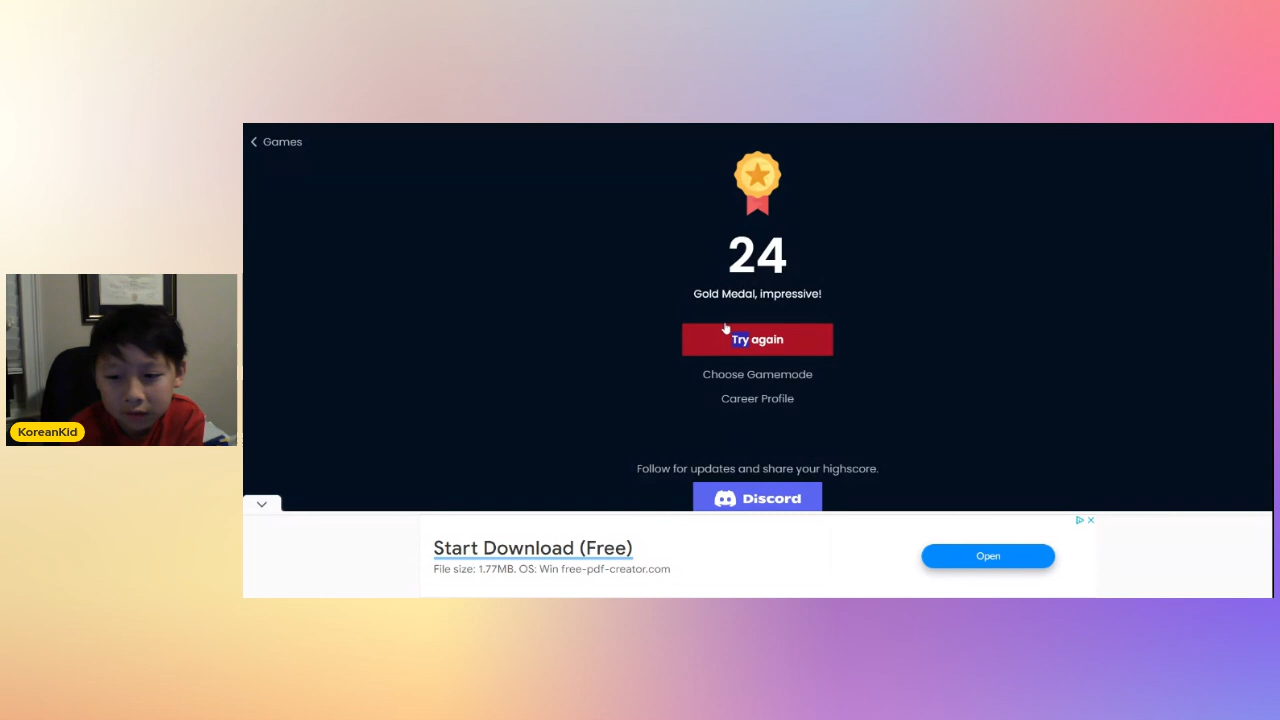 Games
24
Gold Medal, impressive!
Try again
Choose Gamemode
Career Profile
KoreanKid
Follow for updates and share your highscore.
Discord
Start Download (Free)
File size: 1.77MB. OS: Win free-pdf-creator.com
Open